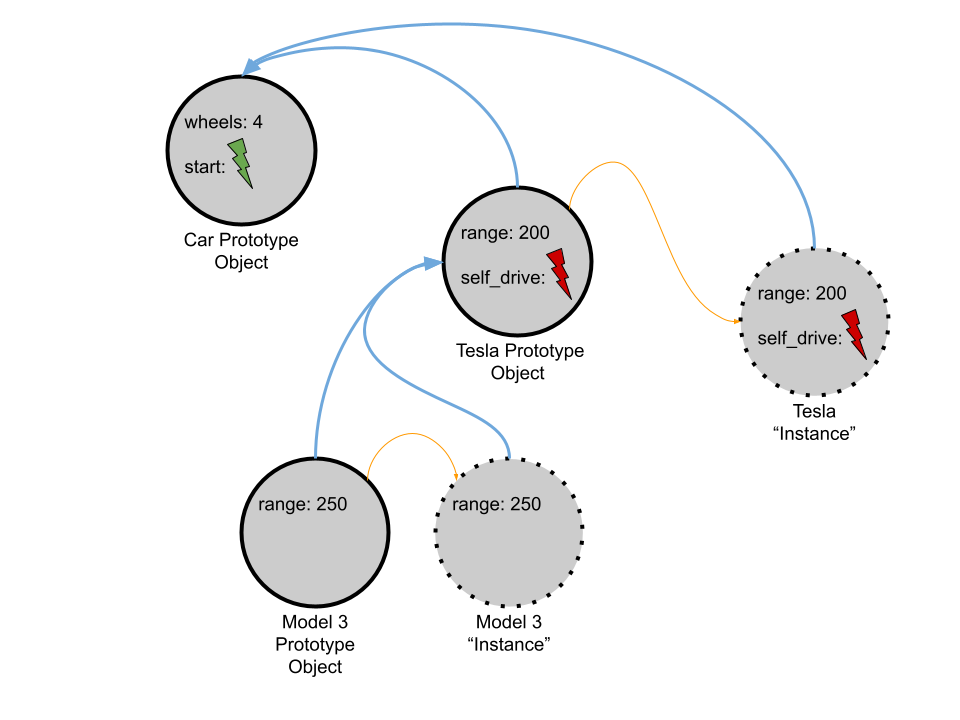 wheels: 4
start:
Car Prototype
Object
range: 200
self_drive:
Tesla Prototype
Object
range: 200
self_drive:
Tesla
“Instance”
range: 250
Model 3
Prototype
Object
range: 250
Model 3
“Instance”